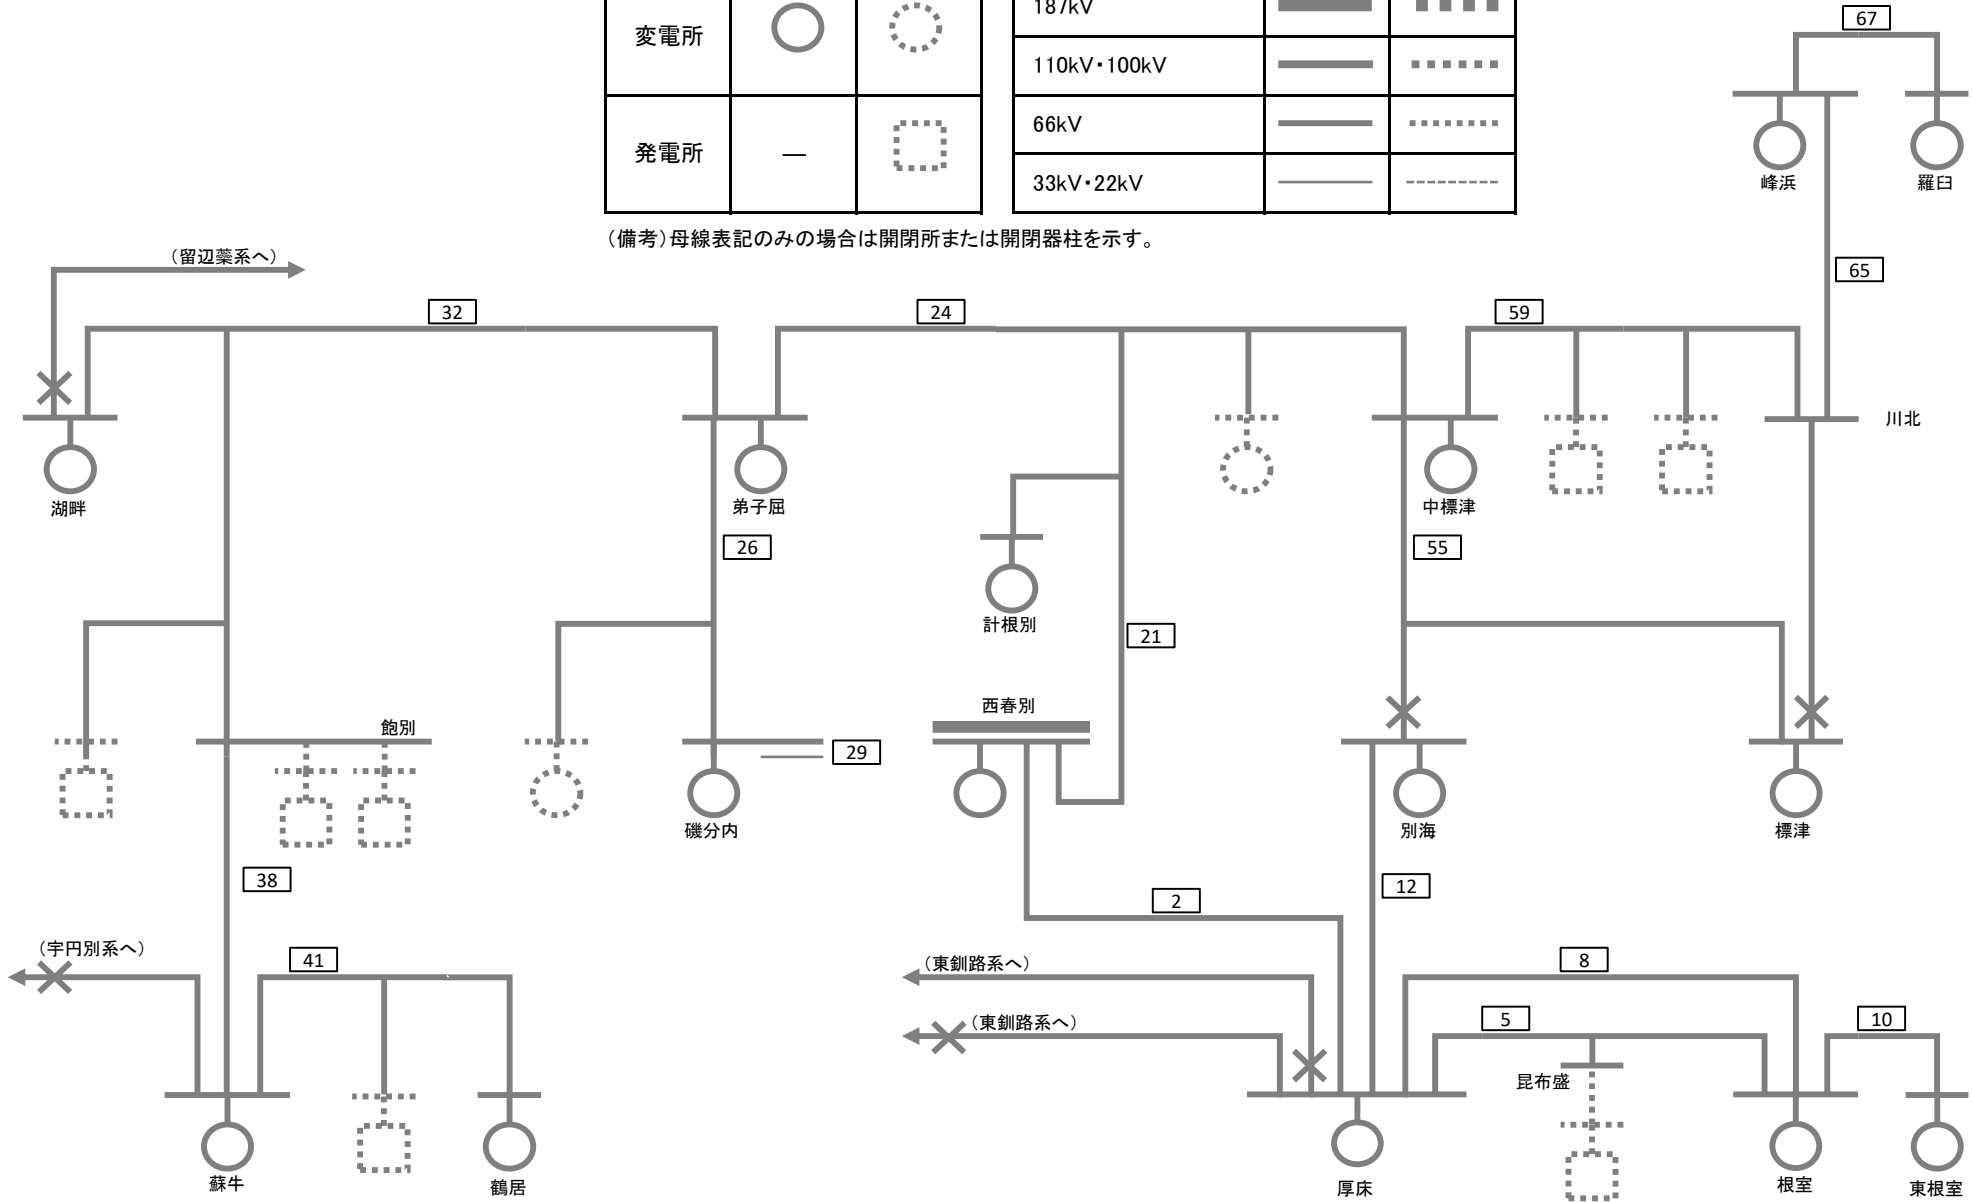 変電所
発電所
—
187kV
110kV・100kV
66kV
33kV・22kV
（備考）母線表記のみの場合は開閉所または開閉器柱を示す。
67
峰浜
羅臼
65
（留辺蘂系へ）
32
24
59
川北
湖畔
弟子屈
中標津
26
55
計根別
21
西春別
飽別
29
磯分内
別海
標津
38
12
2
（宇円別系へ）
41
（東釧路系へ）
8
（東釧路系へ）
5
10
昆布盛
蘇牛
鶴居
厚床
根室
東根室